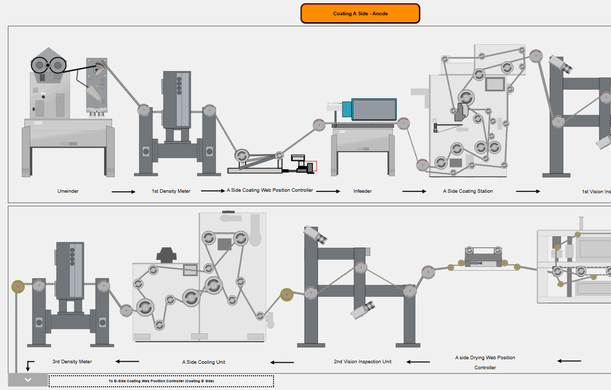 Coating A Side - Anode
Unwinder
1st Density Meter
A Side Coating Web Position Controller
Infeeder
A Side Coating Station
1st Vision Ins
3rd Density Meter
A Side Cooling Unit
2nd Vision Inspection Unit
A side Drying Web Position
Controller
To B-Side Coating Web Position Controller (Coating B Side)